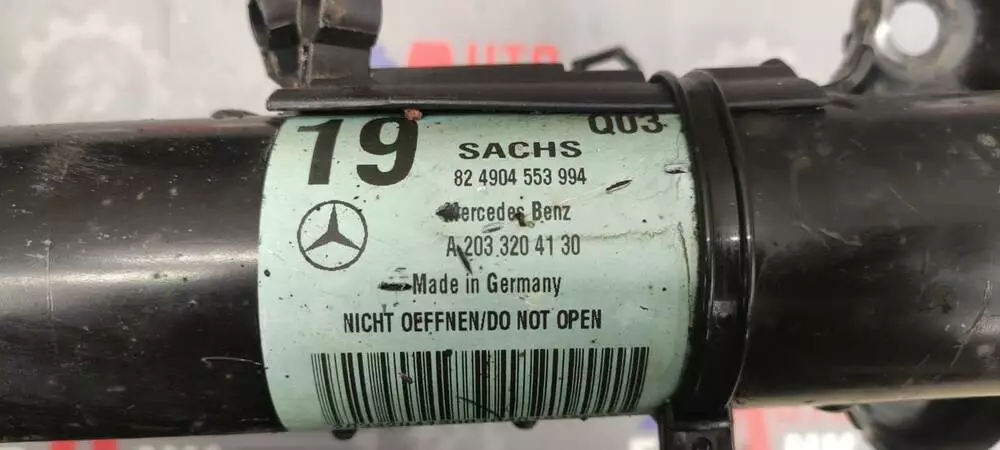 AUTO
19
Q03
SACHS
82 4904 553 994
Mercedes Benz
A 203 320 41 30
Made in Germany
NICHT OEFFNEN/DO NOT OPEN